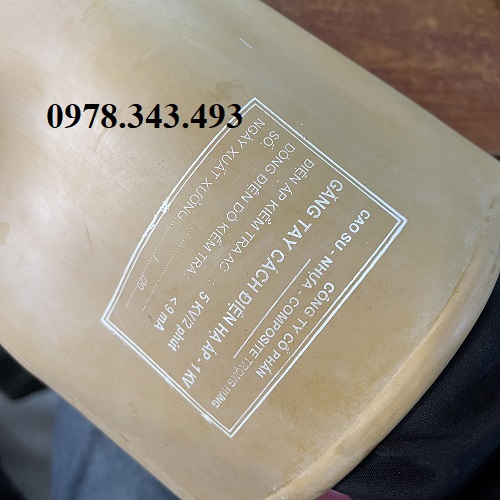 0978.343.493
CÔNG TY CỔ PHẦN
CAO SU - NHỰA - COMPOSITE TRỌNG HƯNG
GĂNG TAY CÁCH ĐIỆN HẠ ÁP - 1 KV
ĐIỆN ÁP KIỂM TRA AC : 5 KV/2 phút
DÒNG ĐIỆN DÒ KIỂM TRA: < 9 mA
SỐ:
NGÀY XUẤT XƯỞNG